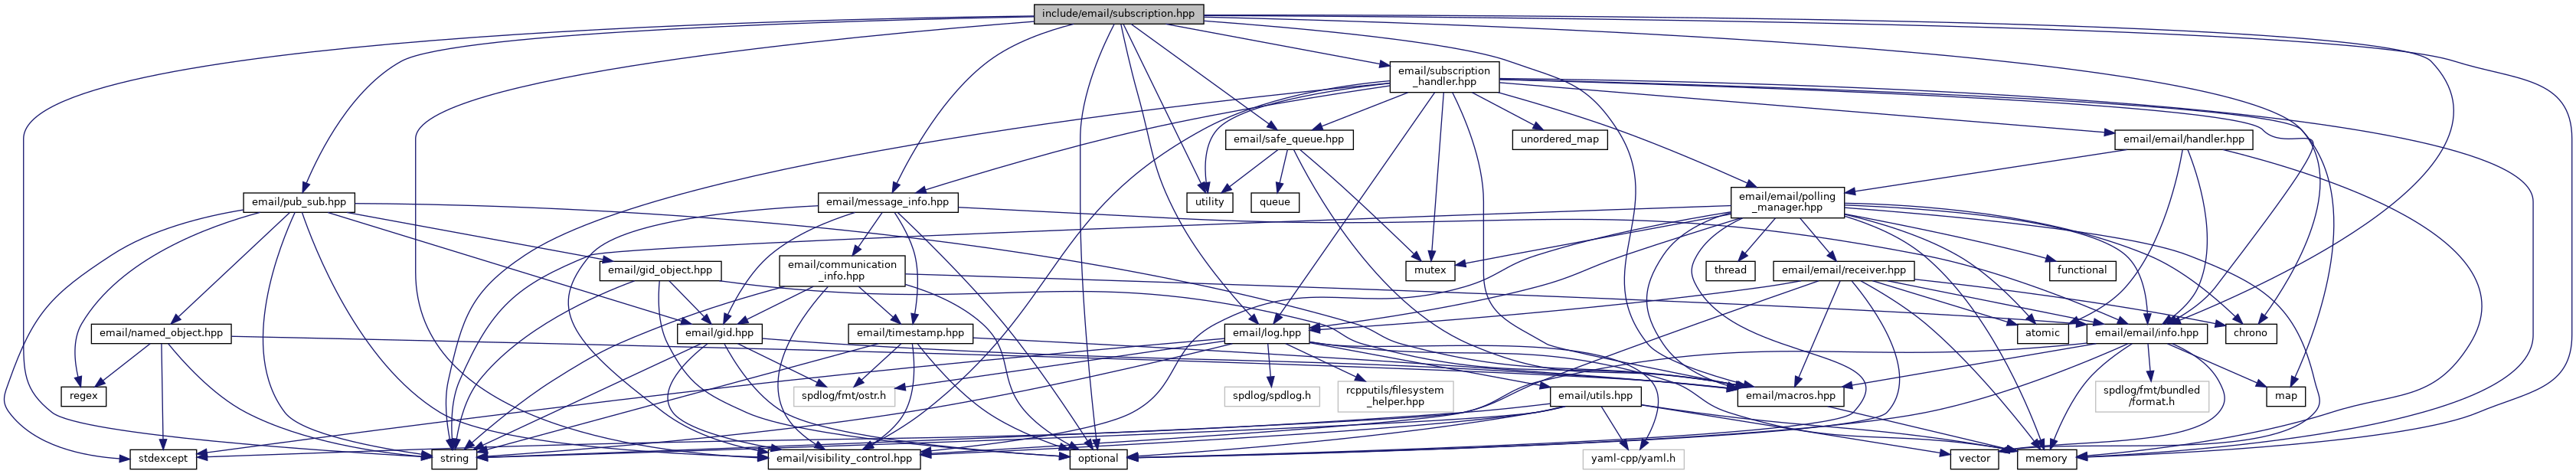 include/email/subscription.hpp
email/subscription
_handler.hpp
email/safe_queue.hpp
unordered_map
email/email/handler.hpp
email/pub_sub.hpp
email/message_info.hpp
utility
queue
email/email/polling
_manager.hpp
email/gid_object.hpp
email/communication
_info.hpp
mutex
thread
email/email/receiver.hpp
functional
email/named_object.hpp
email/gid.hpp
email/timestamp.hpp
email/log.hpp
atomic
email/email/info.hpp
chrono
regex
spdlog/fmt/ostr.h
spdlog/spdlog.h
rcpputils/filesystem
_helper.hpp
email/utils.hpp
email/macros.hpp
spdlog/fmt/bundled
/format.h
map
stdexcept
string
email/visibility_control.hpp
optional
yaml-cpp/yaml.h
vector
memory